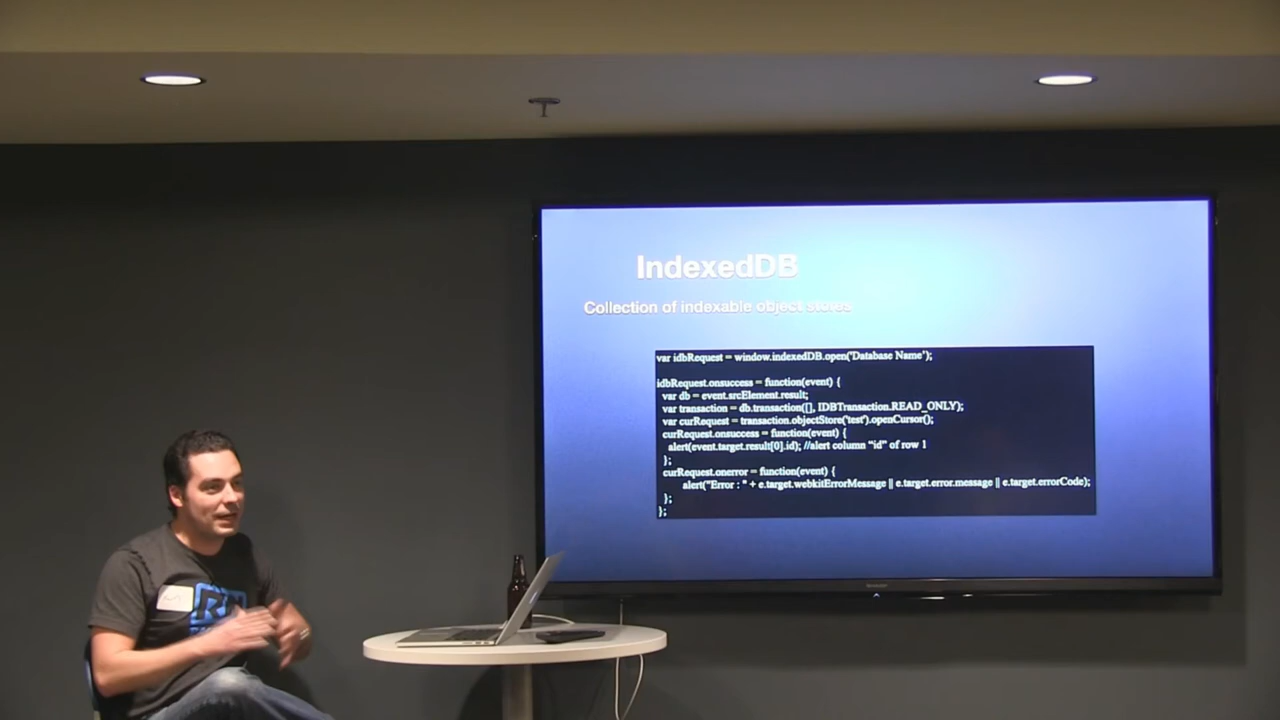 IndexedDB
Collection of indexable object stores
var idbRequest = window.indexedDB.open('Database Name');
idbRequest.onsuccess = function(event) {
var db = event.srcElement.result;
var transaction = db.transaction([], IDBTransaction.READ_ONLY);
var curRequest = transaction.objectStore('test').openCursor();
curRequest.onsuccess = function(event) {
alert(event.target.result[0].id); //alert column "id" of row 1
};
curRequest.onerror = function(event) {
alert("Error : " + e.target.webkitErrorMessage || e.target.error.message || e.target.errorCode);
};
};